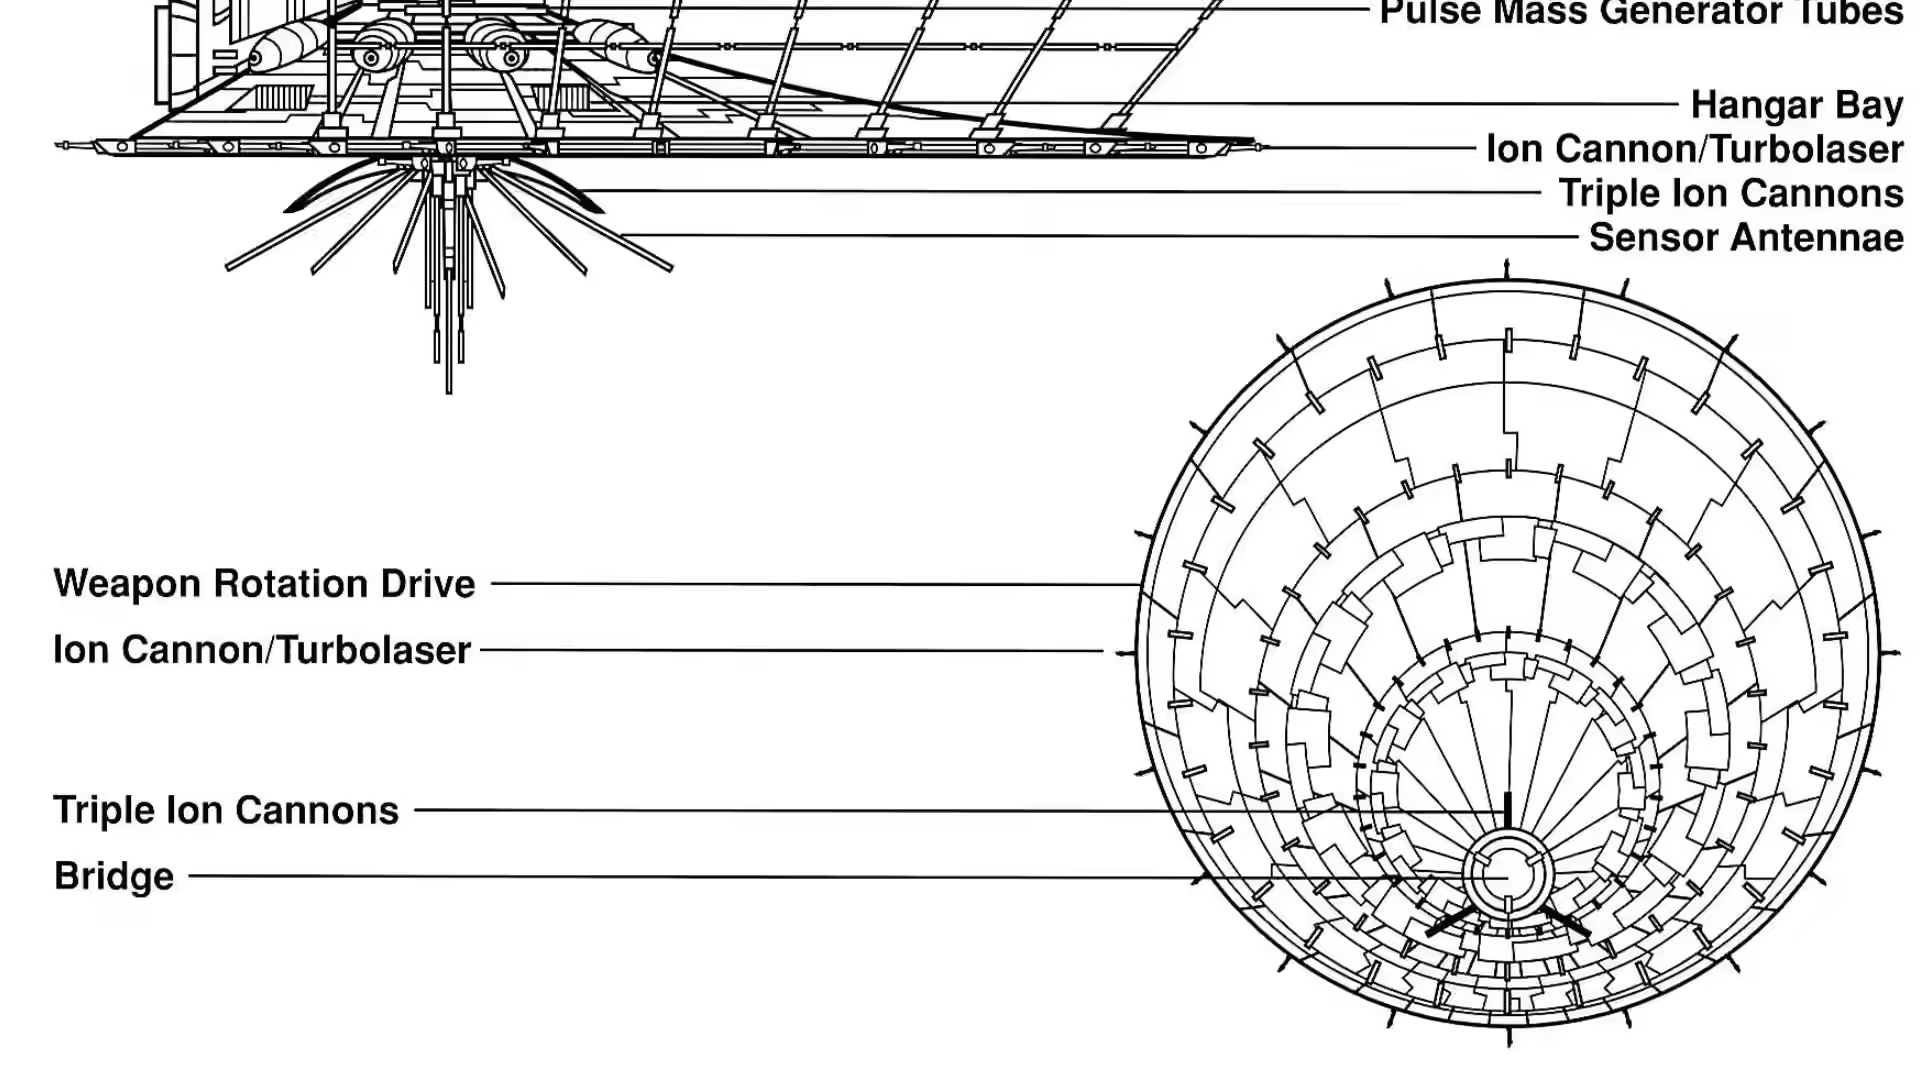 Pulse Mass Generator Tubes
Hangar Bay
Ion Cannon/Turbolaser
Triple Ion Cannons
Sensor Antennae
Weapon Rotation Drive
Ion Cannon/Turbolaser
Triple Ion Cannons
Bridge